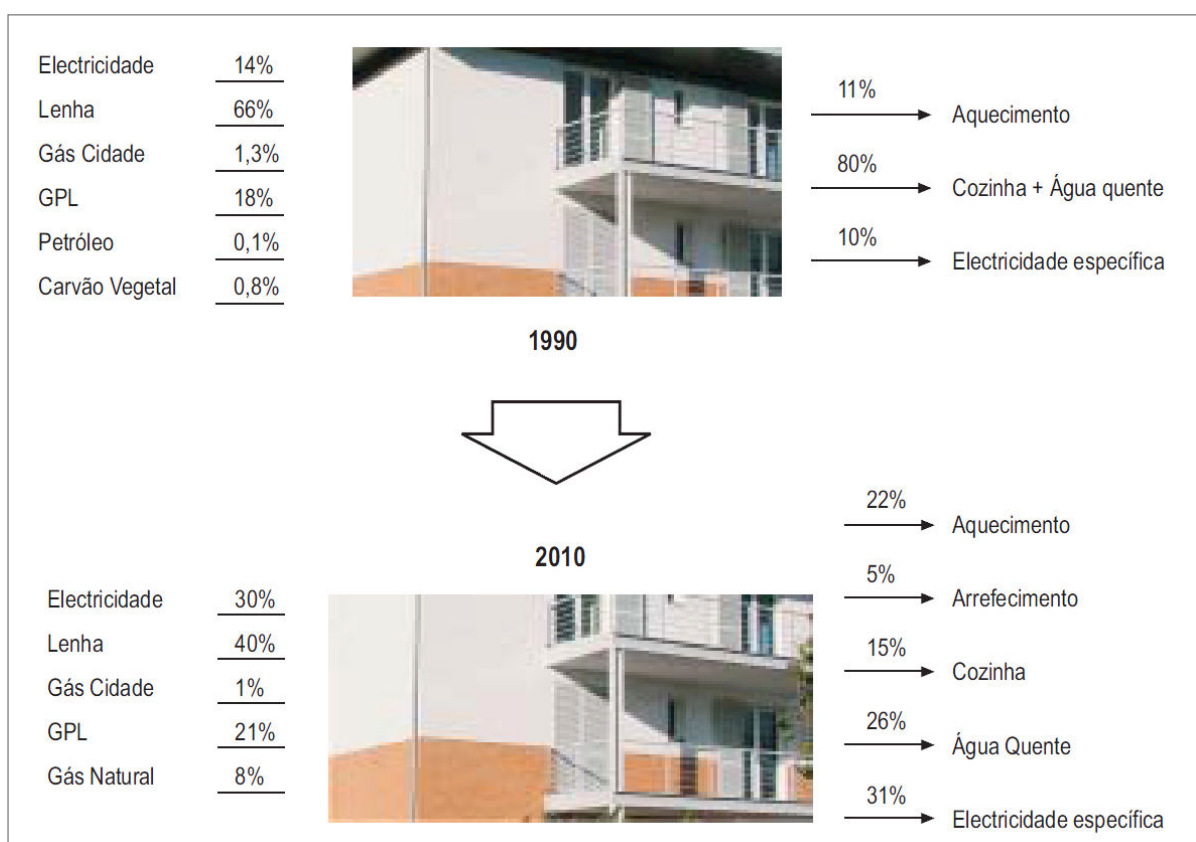 Electricidade 14%
Lenha 66%
Gás Cidade 1,3%
GPL 18%
Petróleo 0,1%
Carvão Vegetal 0,8%
11%
Aquecimento
80%
Cozinha + Água quente
10%
Electricidade específica
1990
2010
Electricidade 30%
Lenha 40%
Gás Cidade 1%
GPL 21%
Gás Natural 8%
22%
Aquecimento
5%
Arrefecimento
15%
Cozinha
26%
Água Quente
31%
Electricidade específica